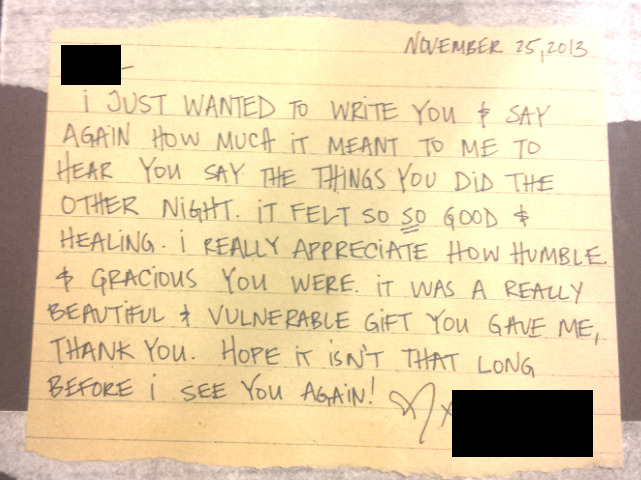 NOVEMBER 25, 2013
–
i JUST WANTED TO WRITE YOU & SAY
AGAIN HOW MUCH iT MEANT TO ME TO
HEAR YOU SAY THE THiNGS YOU DiD THE
OTHER NiGHT. iT FELT SO SO GOOD &
HEALiNG. i REALLY APPRECiATE HOW HUMBLE
& GRACiOUS YOU WERE. iT WAS A REALLY
BEAUTiFUL & VULNERABLE GiFT YOU GAVE ME,
THANK YOU. HOPE iT iSN'T THAT LONG
BEFORE i SEE YOU AGAiN! ♡ x